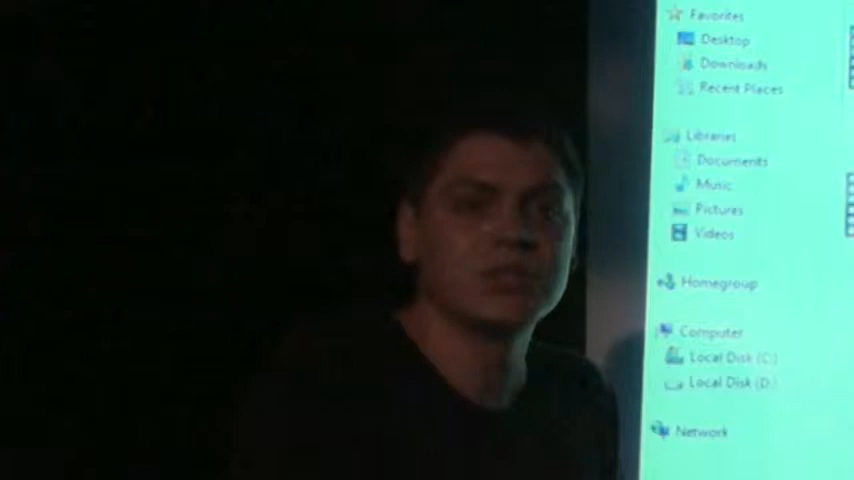 Favorites
Desktop
Downloads
Recent Places
Libraries
Documents
Music
Pictures
Videos
Homegroup
Computer
Local Disk (C:)
Local Disk (D:)
Network